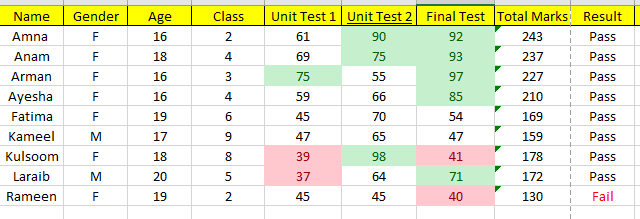 Name Gender Age Class Unit Test 1 Unit Test 2 Final Test Total Marks Result
Amna F 16 2 61 90 92 243 Pass
Anam F 18 4 69 75 93 237 Pass
Arman F 16 3 75 55 97 227 Pass
Ayesha F 16 4 59 66 85 210 Pass
Fatima F 19 6 45 70 54 169 Pass
Kameel M 17 9 47 65 47 159 Pass
Kulsoom F 18 8 39 98 41 178 Pass
Laraib M 20 5 37 64 71 172 Pass
Rameen F 19 2 45 45 40 130 Fail